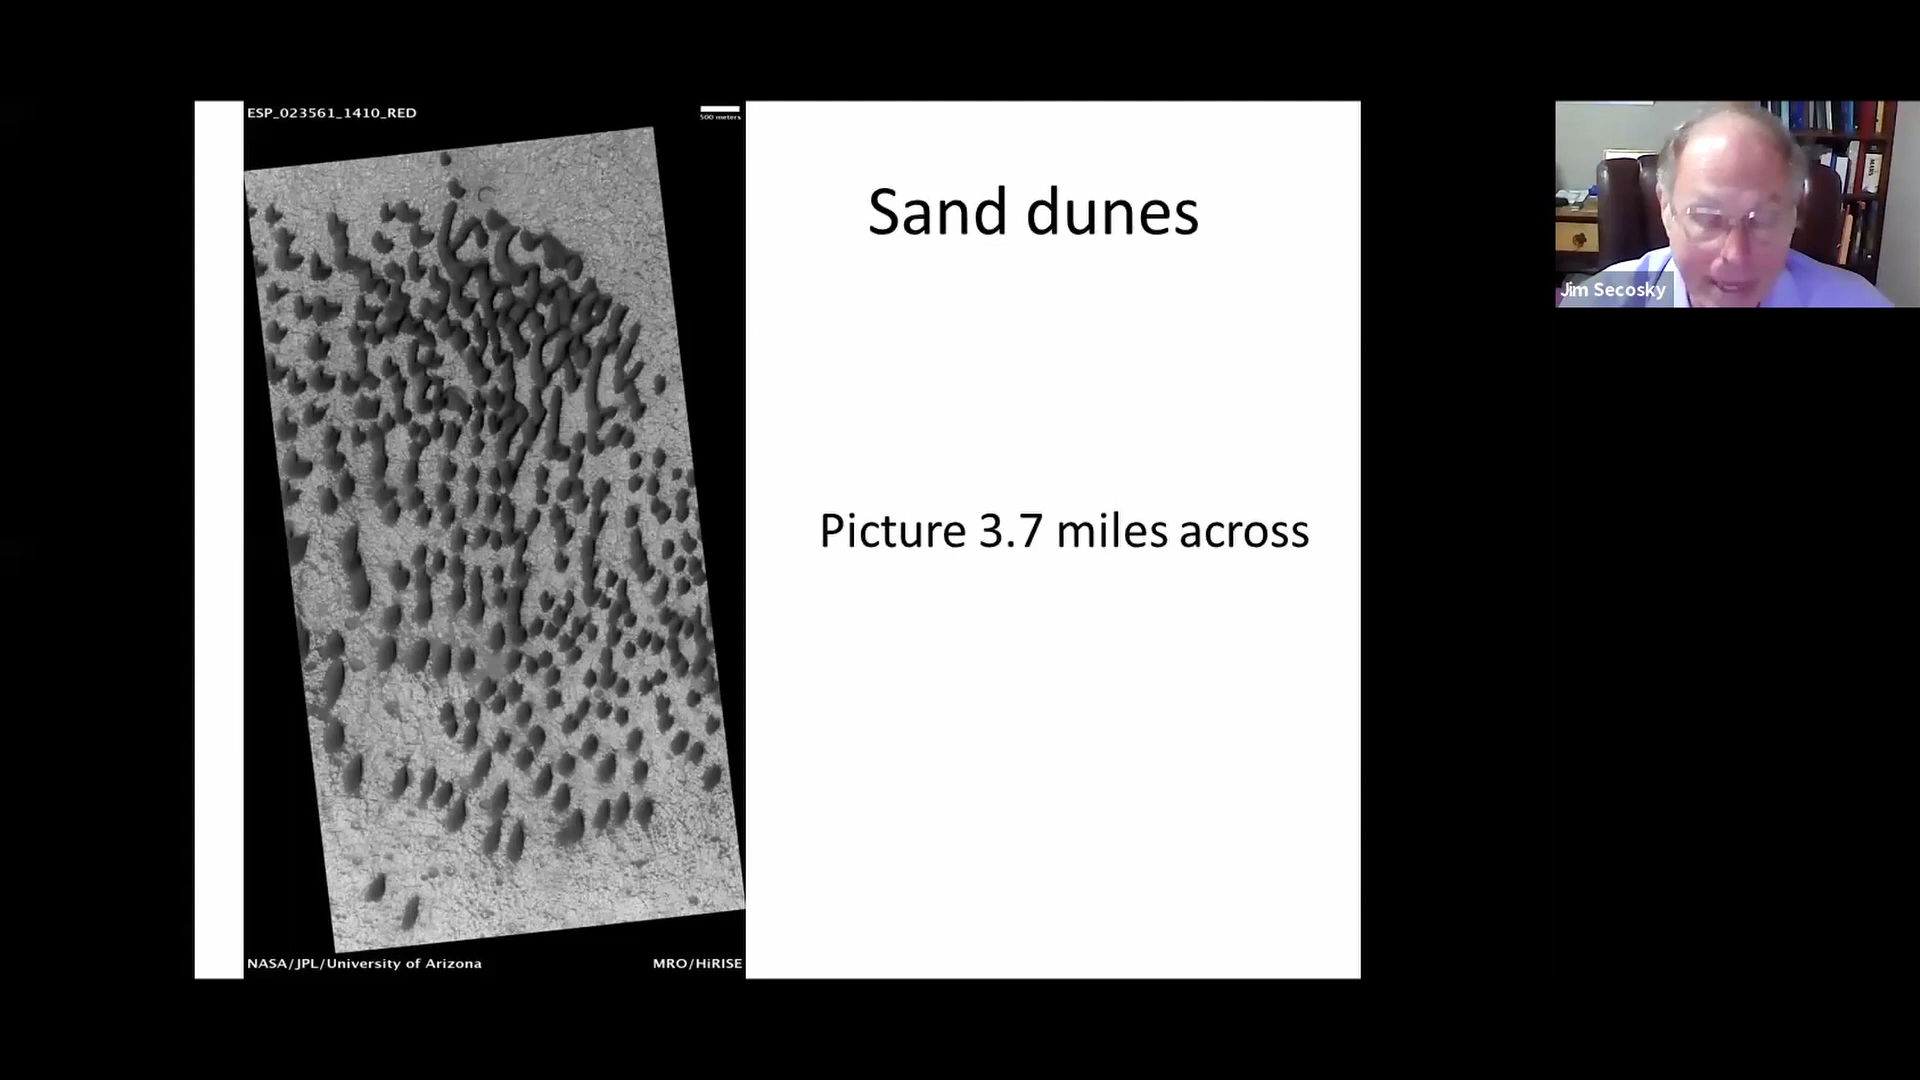 ESP_023561_1410_RED
500 meters
Sand dunes
Picture 3.7 miles across
NASA/JPL/University of Arizona
MRO/HiRISE
Jim Secosky
MARS